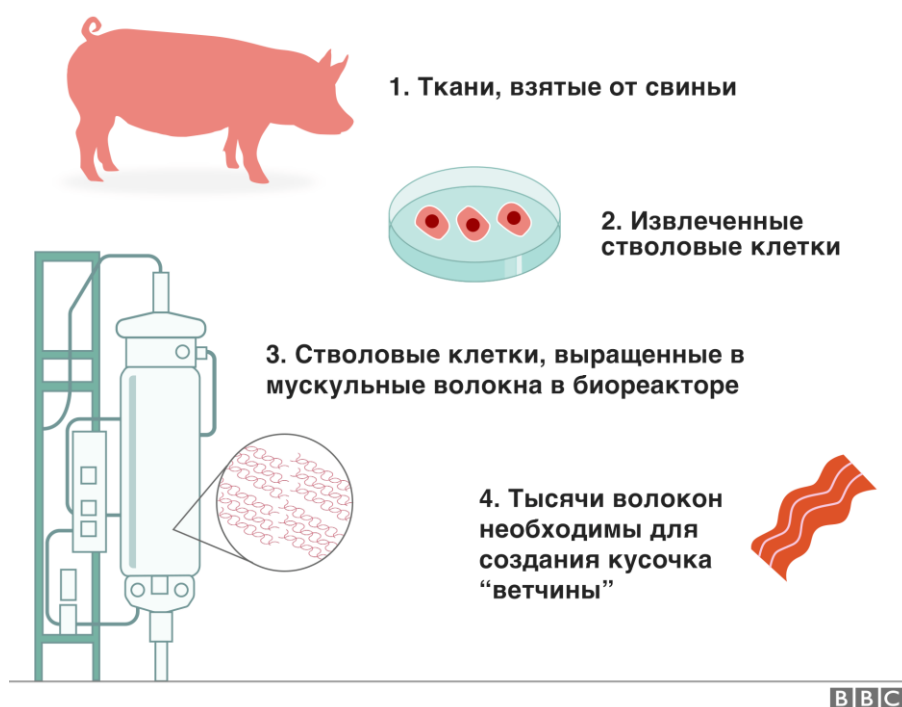 1. Ткани, взятые от свиньи
2. Извлеченные
стволовые клетки
3. Стволовые клетки, выращенные в
мускульные волокна в биореакторе
4. Тысячи волокон
необходимы для
создания кусочка
“ветчины”
BBC